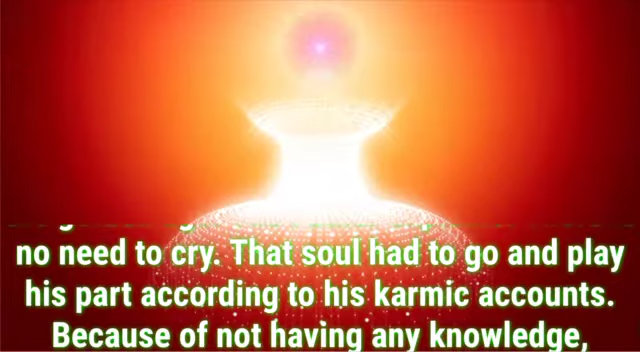 no need to cry. That soul had to go and play
his part according to his karmic accounts.
Because of not having any knowledge,